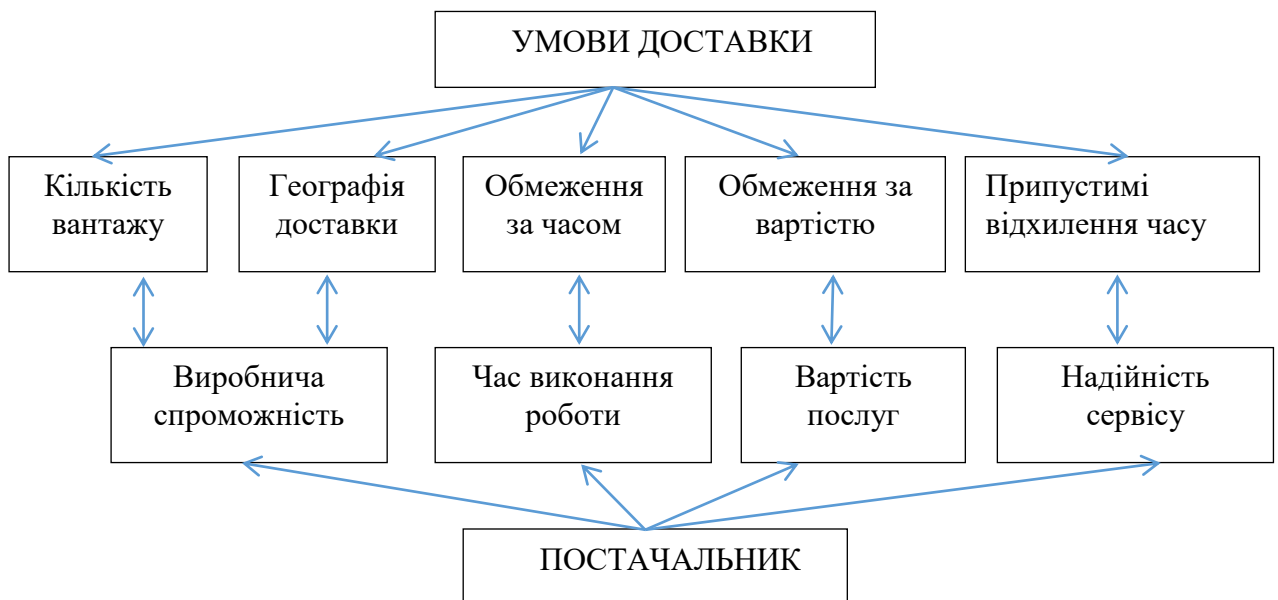 УМОВИ ДОСТАВКИ
Кількість
вантажу
Географія
доставки
Обмеження
за часом
Обмеження за
вартістю
Припустимі
відхилення часу
Виробнича
спроможність
Час виконання
роботи
Вартість
послуг
Надійність
сервісу
ПОСТАЧАЛЬНИК